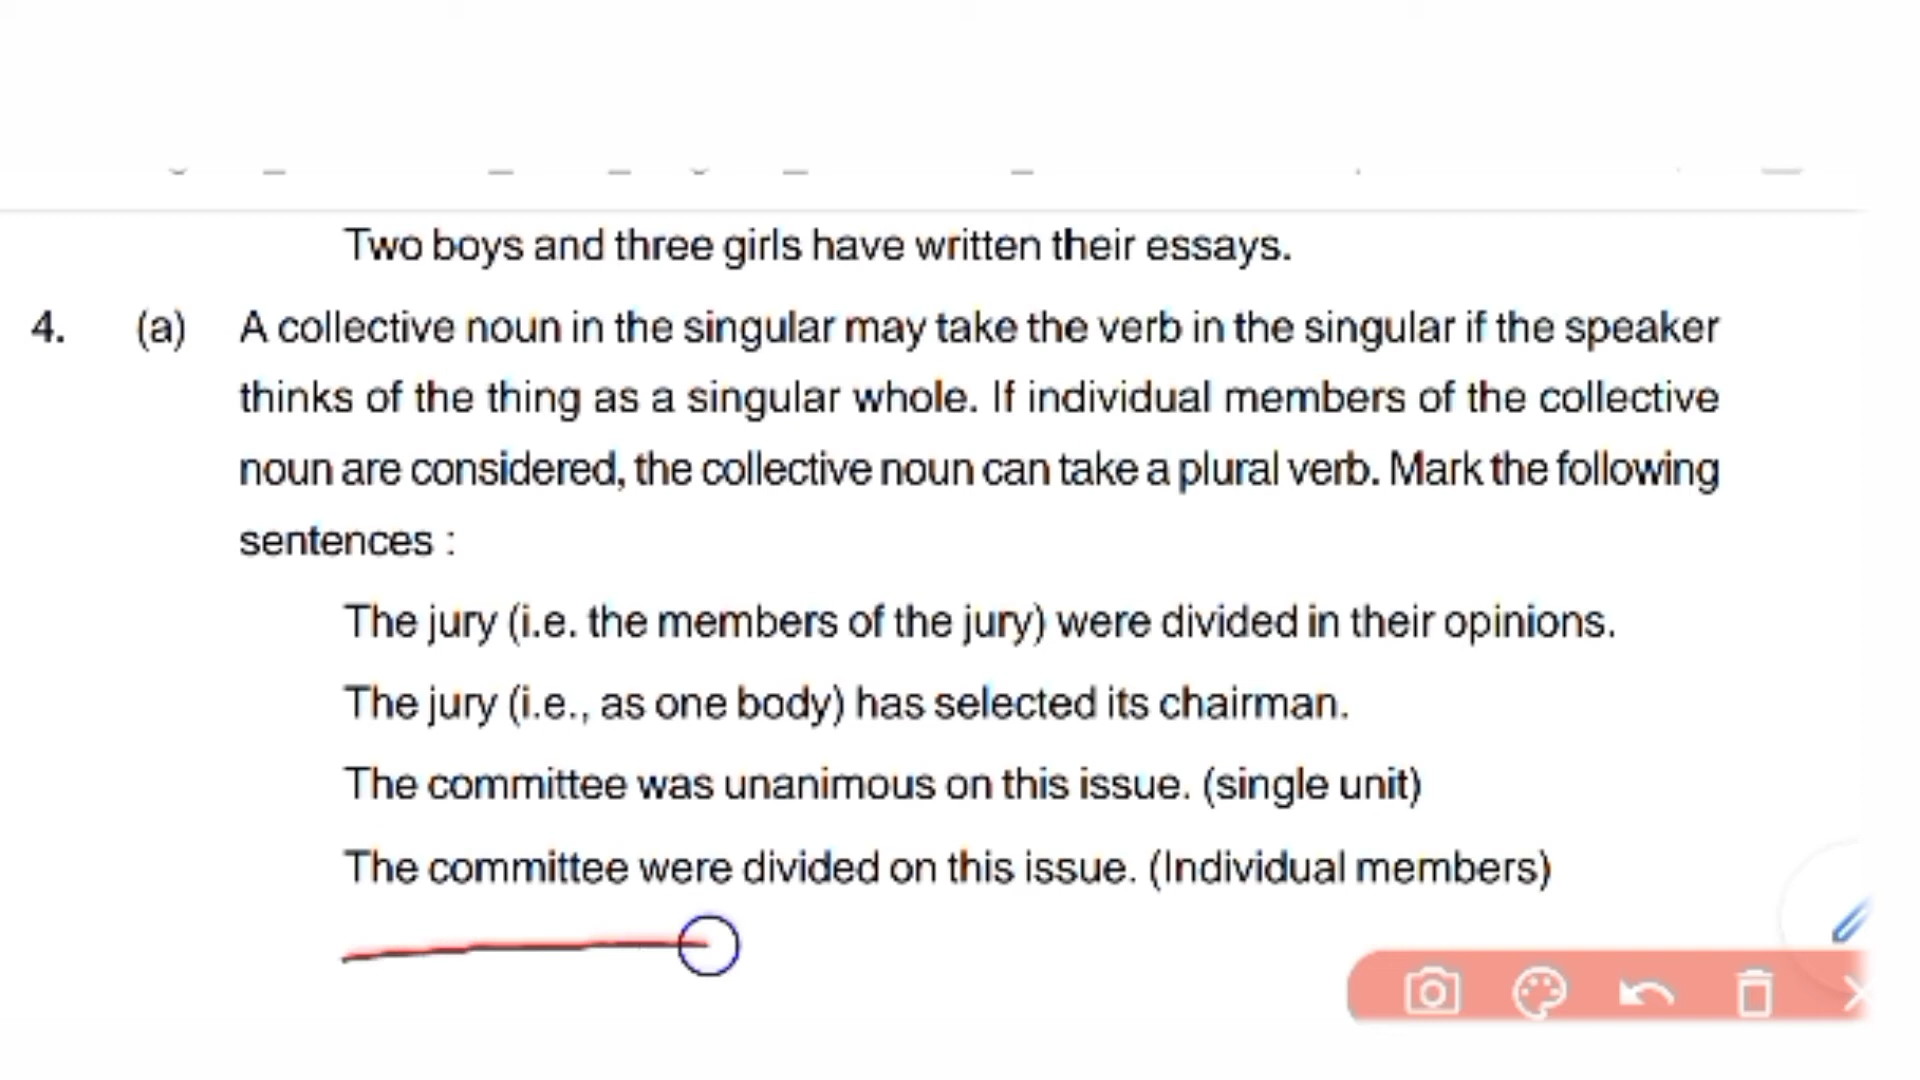 Two boys and three girls have written their essays.
4. (a) A collective noun in the singular may take the verb in the singular if the speaker
thinks of the thing as a singular whole. If individual members of the collective
noun are considered, the collective noun can take a plural verb. Mark the following
sentences :
The jury (i.e. the members of the jury) were divided in their opinions.
The jury (i.e., as one body) has selected its chairman.
The committee was unanimous on this issue. (single unit)
The committee were divided on this issue. (Individual members)